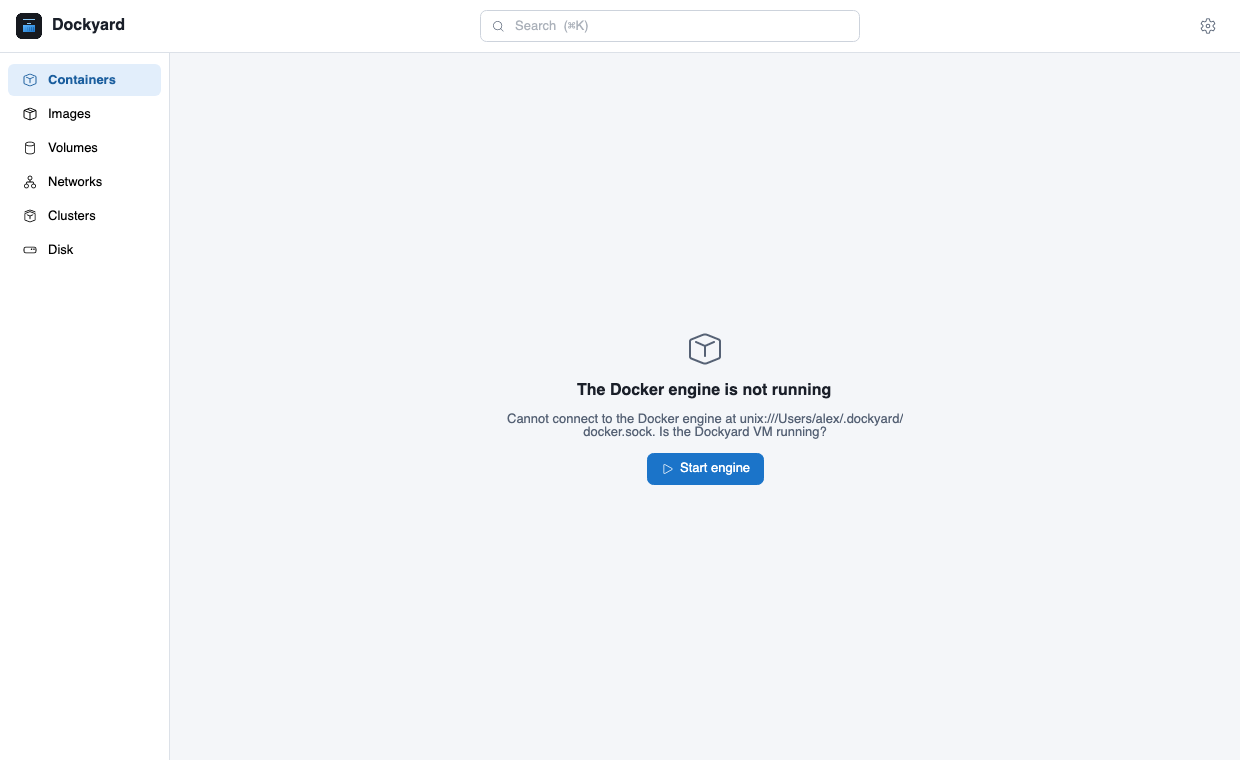 Dockyard
Search (⌘K)
Containers
Images
Volumes
Networks
Clusters
Disk
The Docker engine is not running
Cannot connect to the Docker engine at unix:///Users/alex/.dockyard/
docker.sock. Is the Dockyard VM running?
Start engine